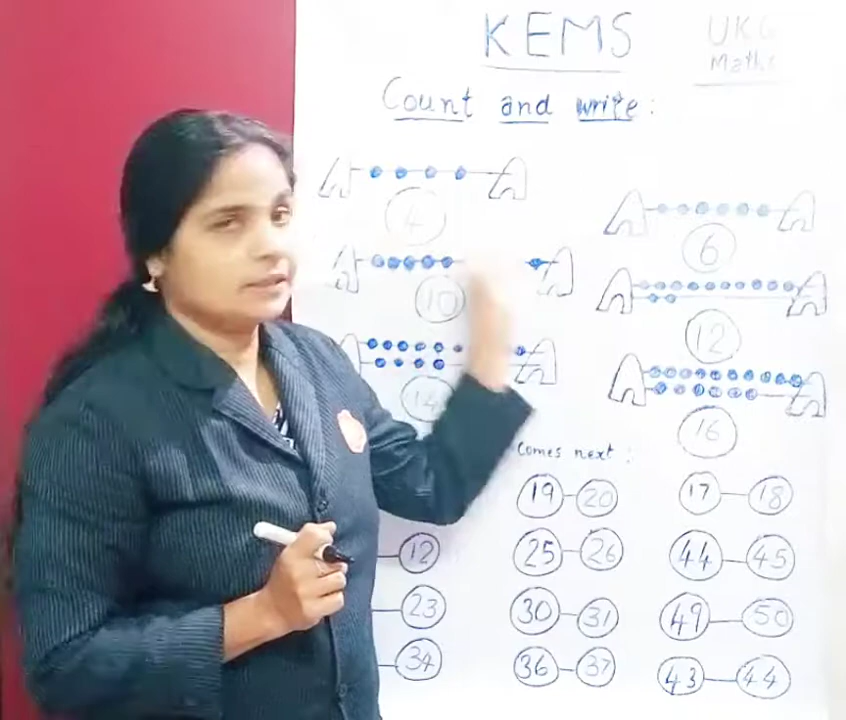 KEMS
UKG
Maths
Count and write:
4
6
10
12
14
16
Comes next:
19 - 20
17 - 18
12
25 - 26
44 - 45
23
30 - 31
49 - 50
34
36 - 37
43 - 44